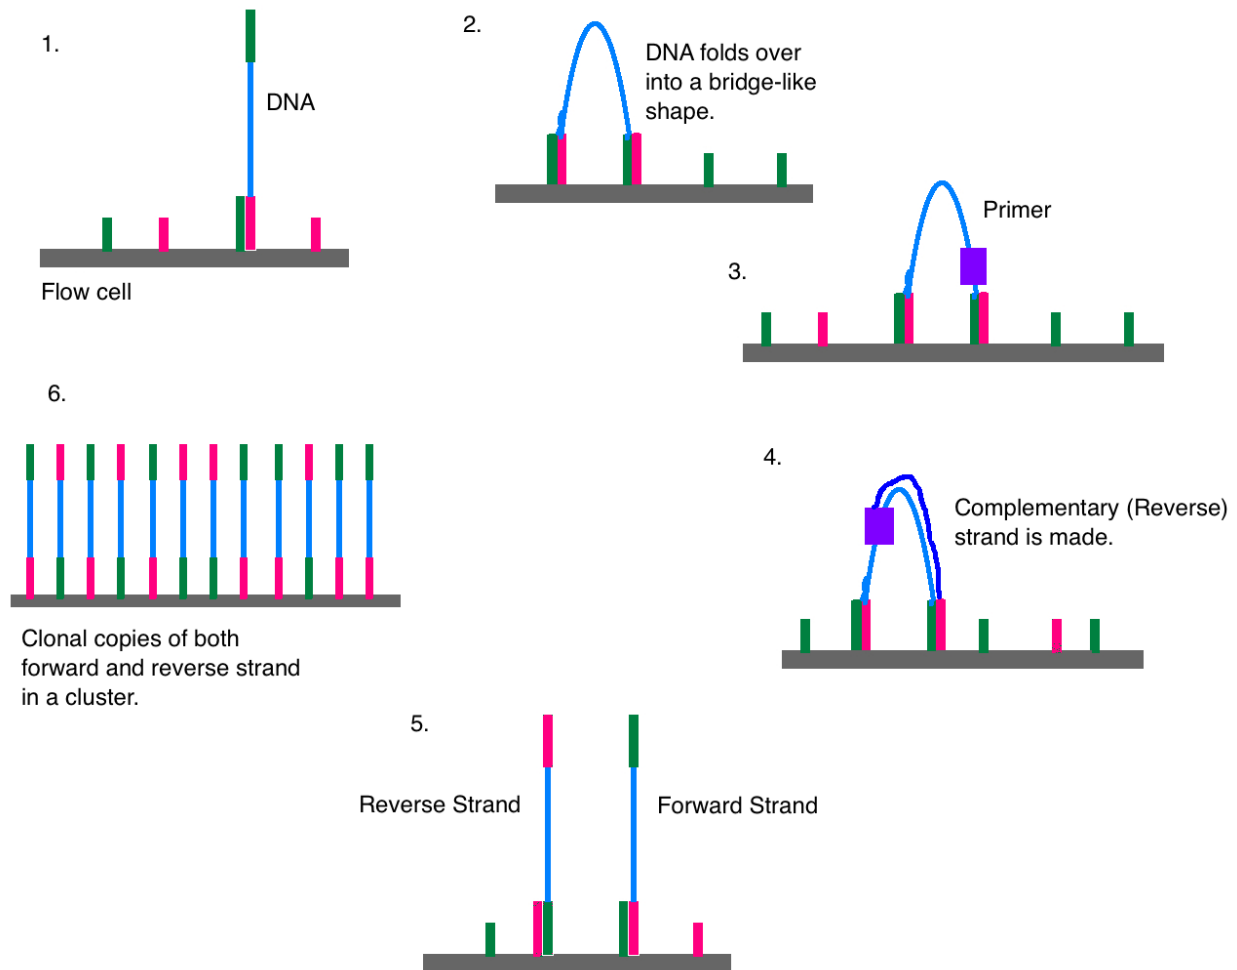 1.
DNA
Flow cell
2.
DNA folds over
into a bridge-like
shape.
3.
Primer
4.
Complementary (Reverse)
strand is made.
5.
Reverse Strand
Forward Strand
6.
Clonal copies of both
forward and reverse strand
in a cluster.